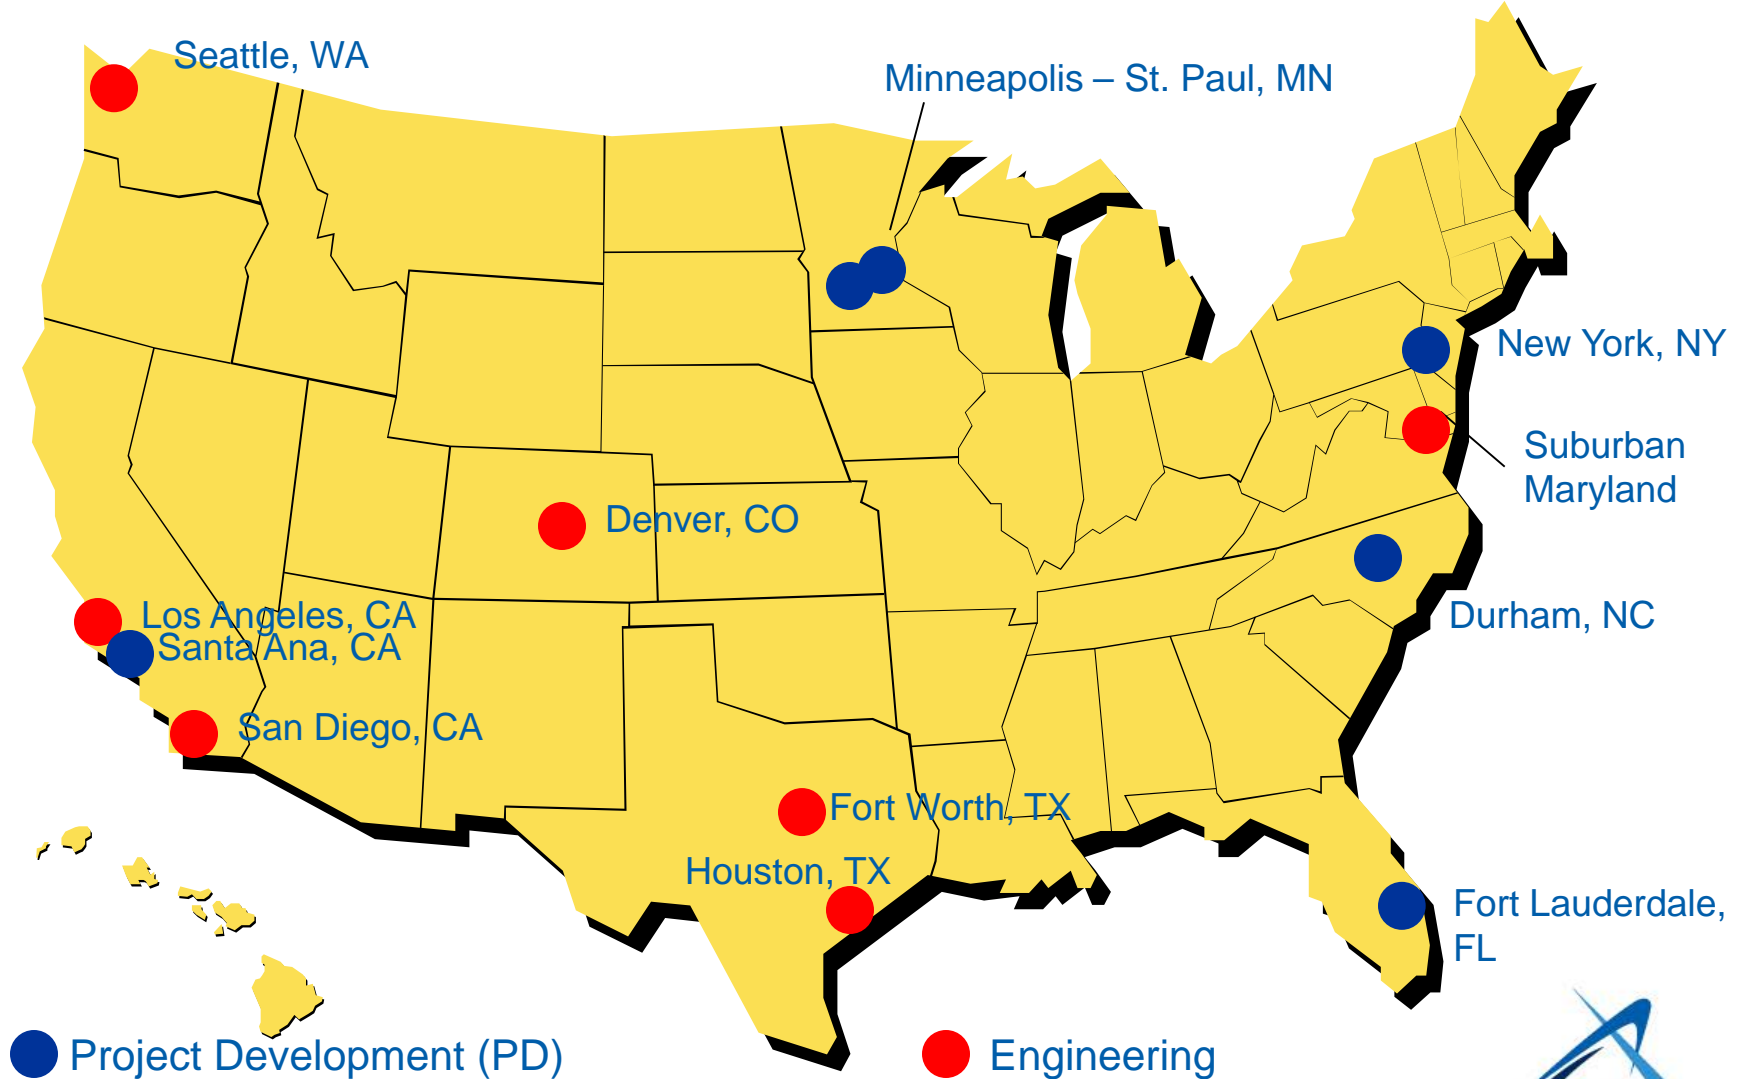 Seattle, WA
Minneapolis – St. Paul, MN
New York, NY
Suburban
Maryland
Denver, CO
Durham, NC
Los Angeles, CA
Santa Ana, CA
San Diego, CA
Fort Worth, TX
Houston, TX
Fort Lauderdale,
FL
Project Development (PD)
Engineering